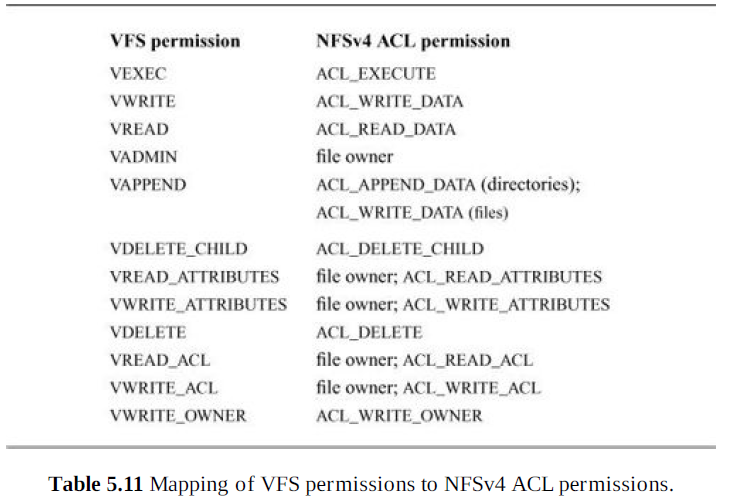 VFS permission NFSv4 ACL permission
VEXEC ACL_EXECUTE
VWRITE ACL_WRITE_DATA
VREAD ACL_READ_DATA
VADMIN file owner
VAPPEND ACL_APPEND_DATA (directories);
ACL_WRITE_DATA (files)
VDELETE_CHILD ACL_DELETE_CHILD
VREAD_ATTRIBUTES file owner; ACL_READ_ATTRIBUTES
VWRITE_ATTRIBUTES file owner; ACL_WRITE_ATTRIBUTES
VDELETE ACL_DELETE
VREAD_ACL file owner; ACL_READ_ACL
VWRITE_ACL file owner; ACL_WRITE_ACL
VWRITE_OWNER ACL_WRITE_OWNER
Table 5.11 Mapping of VFS permissions to NFSv4 ACL permissions.